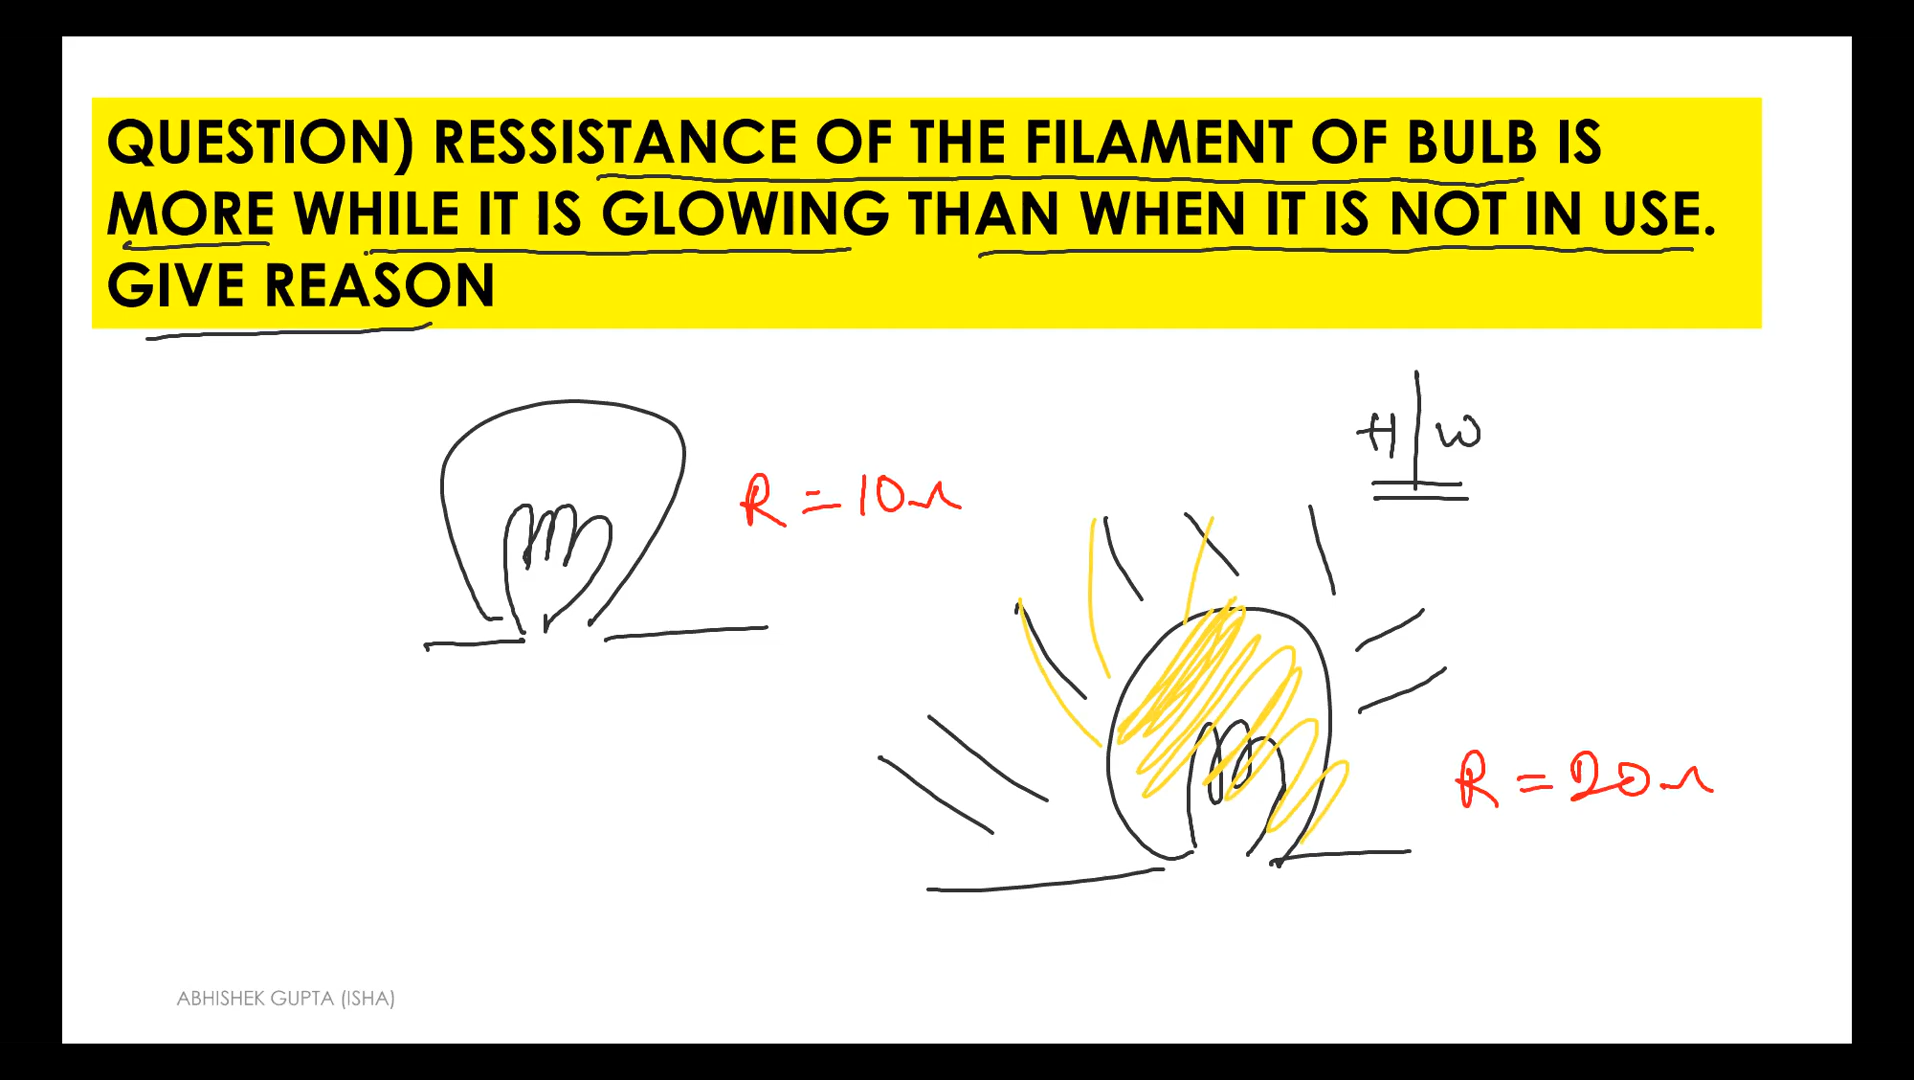 QUESTION) RESSISTANCE OF THE FILAMENT OF BULB IS
MORE WHILE IT IS GLOWING THAN WHEN IT IS NOT IN USE.
GIVE REASON
H|W
R = 10Ω
R = 20Ω
ABHISHEK GUPTA (ISHA)